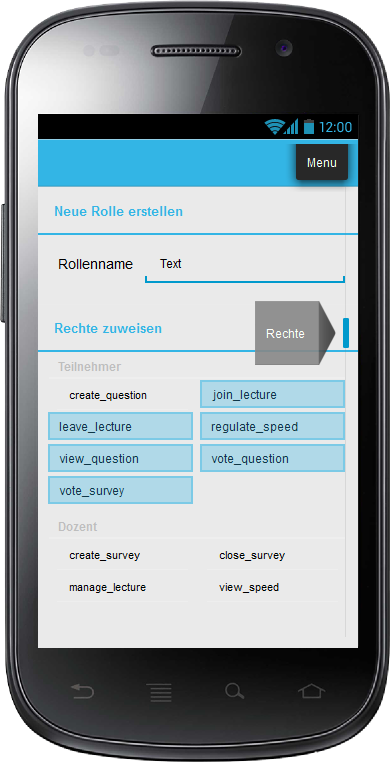 12:00
Menu
Neue Rolle erstellen
Rollenname Text
Rechte zuweisen Rechte
Teilnehmer
create_question join_lecture
leave_lecture regulate_speed
view_question vote_question
vote_survey
Dozent
create_survey close_survey
manage_lecture view_speed